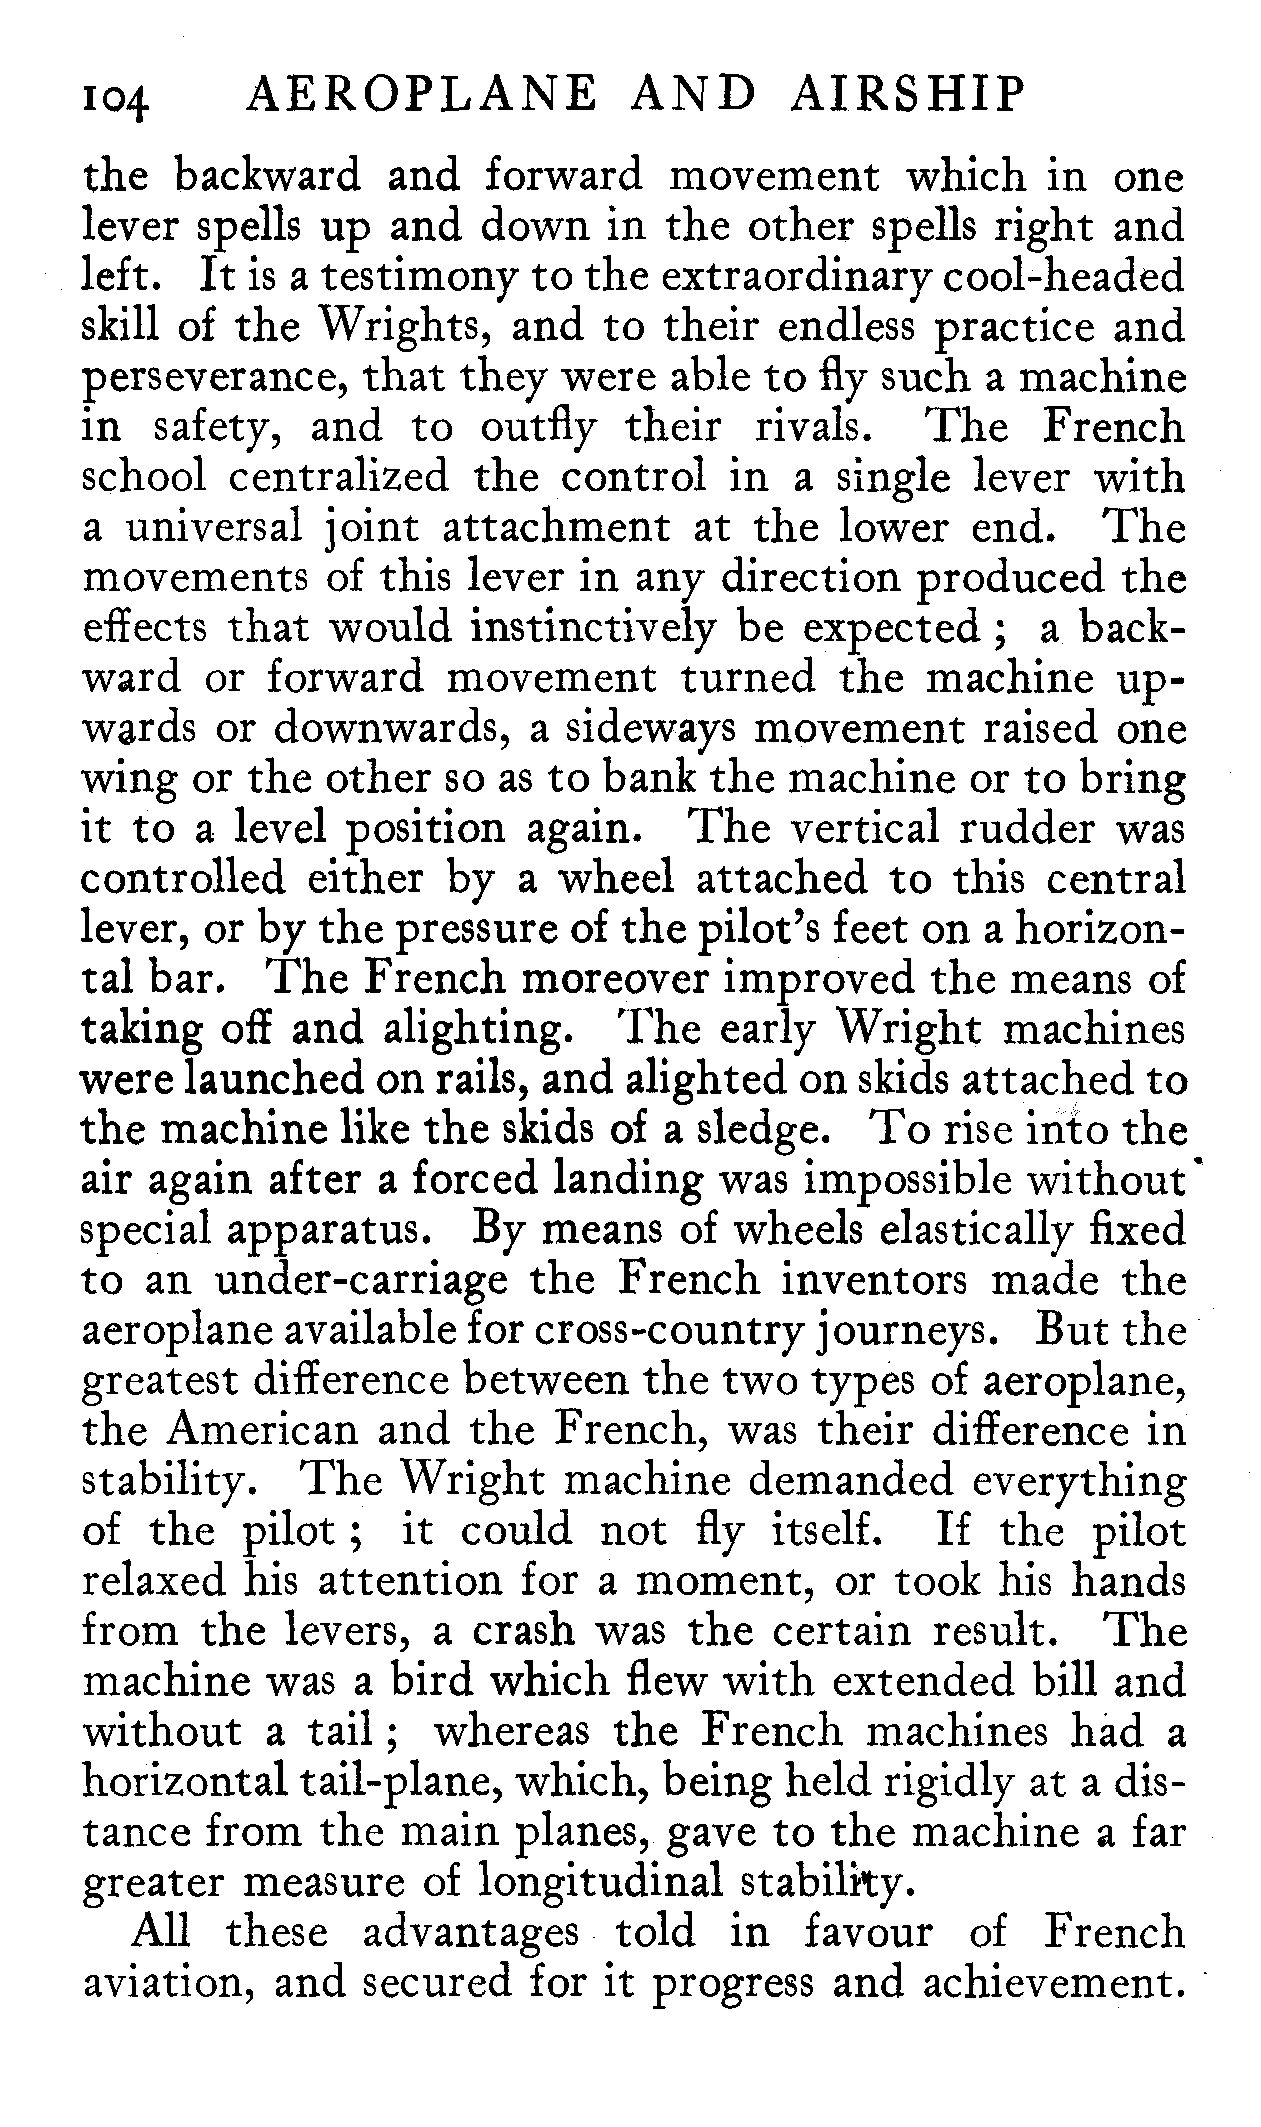 104 AEROPLANE AND AIRSHIP
the backward and forward movement which in one
lever spells up and down in the other spells right and
left. It is a testimony to the extraordinary cool-headed
skill of the Wrights, and to their endless practice and
perseverance, that they were able to fly such a machine
in safety, and to outfly their rivals. The French
school centralized the control in a single lever with
a universal joint attachment at the lower end. The
movements of this lever in any direction produced the
effects that would instinctively be expected ; a back-
ward or forward movement turned the machine up-
wards or downwards, a sideways movement raised one
wing or the other so as to bank the machine or to bring
it to a level position again. The vertical rudder was
controlled either by a wheel attached to this central
lever, or by the pressure of the pilot's feet on a horizon-
tal bar. The French moreover improved the means of
taking off and alighting. The early Wright machines
were launched on rails, and alighted on skids attached to
the machine like the skids of a sledge. To rise into the
air again after a forced landing was impossible without
special apparatus. By means of wheels elastically fixed
to an under-carriage the French inventors made the
aeroplane available for cross-country journeys. But the
greatest difference between the two types of aeroplane,
the American and the French, was their difference in
stability. The Wright machine demanded everything
of the pilot ; it could not fly itself. If the pilot
relaxed his attention for a moment, or took his hands
from the levers, a crash was the certain result. The
machine was a bird which flew with extended bill and
without a tail ; whereas the French machines had a
horizontal tail-plane, which, being held rigidly at a dis-
tance from the main planes, gave to the machine a far
greater measure of longitudinal stability.
All these advantages told in favour of French
aviation, and secured for it progress and achievement.